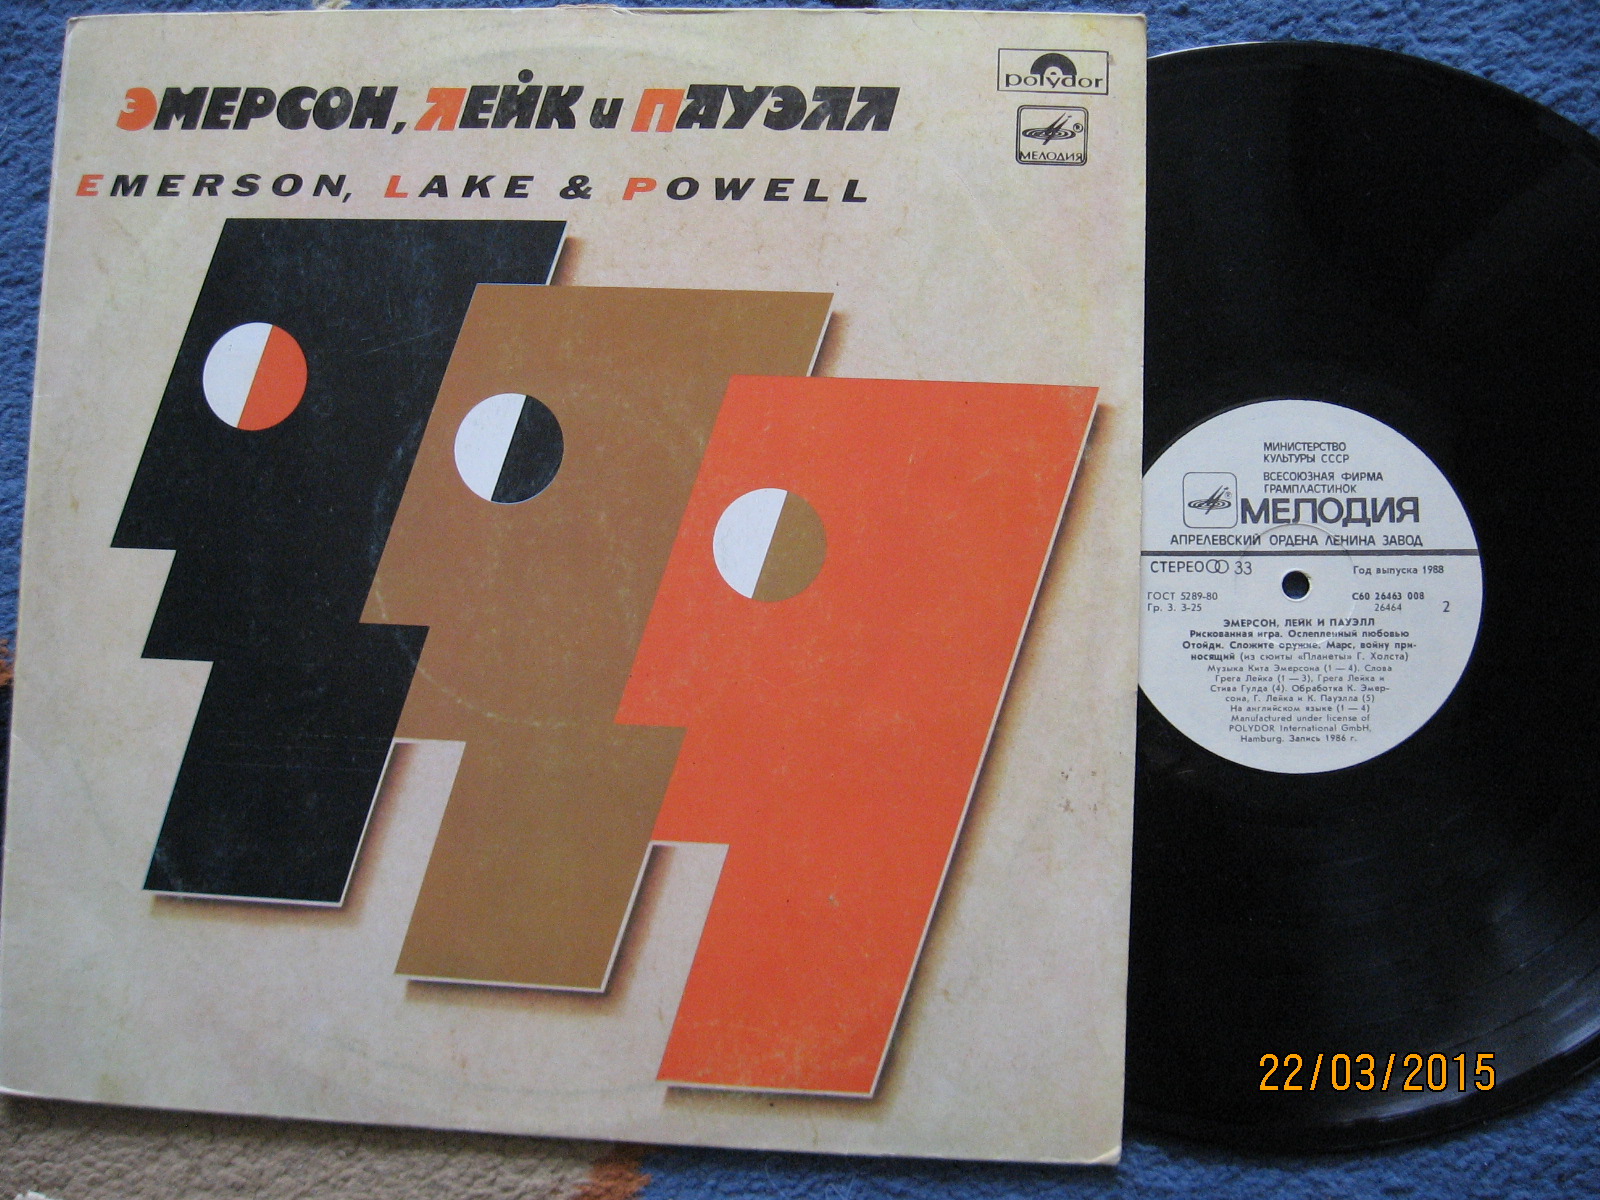 ЭМЕРСОН, ЛЕЙК и ПАУЭЛЛ
EMERSON, LAKE & POWELL
polydor
®
МЕЛОДИЯ
МИНИСТЕРСТВО
КУЛЬТУРЫ СССР
ВСЕСОЮЗНАЯ ФИРМА
ГРАМПЛАСТИНОК
® МЕЛОДИЯ
АПРЕЛЕВСКИЙ ОРДЕНА ЛЕНИНА ЗАВОД
СТЕРЕО 33
Год выпуска 1988
ГОСТ 5289-80
Гр. 3. 3-25
С60 26463 008
26464
2
ЭМЕРСОН, ЛЕЙК И ПАУЭЛЛ
Рискованная игра. Ослепленный любовью
Отойди. Сложите оружие. Марс, войну при-
носящий (из сюиты «Планеты» Г. Холста)
Музыка Кита Эмерсона (1 — 4). Слова
Грега Лейка (1 — 3), Грега Лейка и
Стива Гулда (4). Обработка К. Эмер-
сона, Г. Лейка и К. Пауэлла (5)
На английском языке (1 — 4)
Manufactured under license of
POLYDOR International GmbH,
Hamburg. Запись 1986 г.
22/03/2015